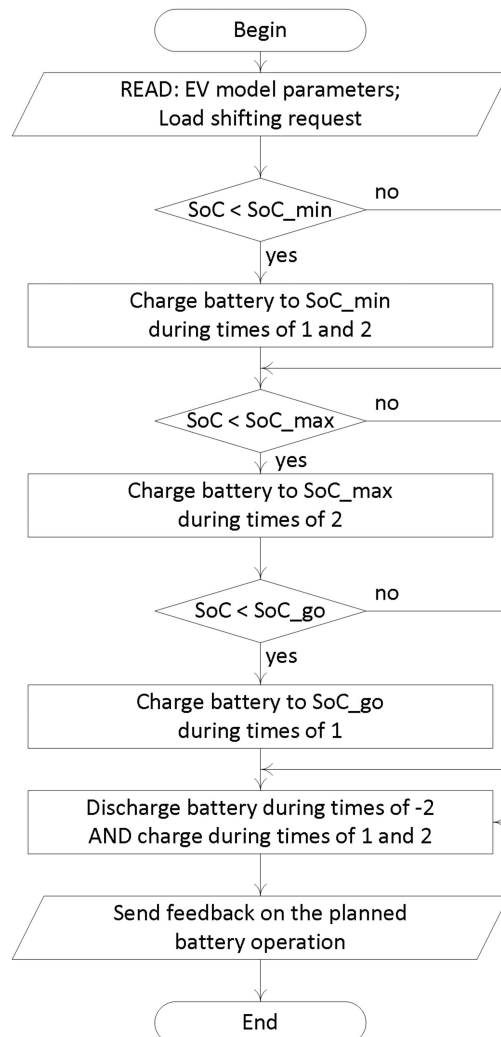 Begin
READ: EV model parameters;
Load shifting request
SoC < SoC_min
no
yes
Charge battery to SoC_min
during times of 1 and 2
SoC < SoC_max
no
yes
Charge battery to SoC_max
during times of 2
SoC < SoC_go
no
yes
Charge battery to SoC_go
during times of 1
Discharge battery during times of -2
AND charge during times of 1 and 2
Send feedback on the planned
battery operation
End